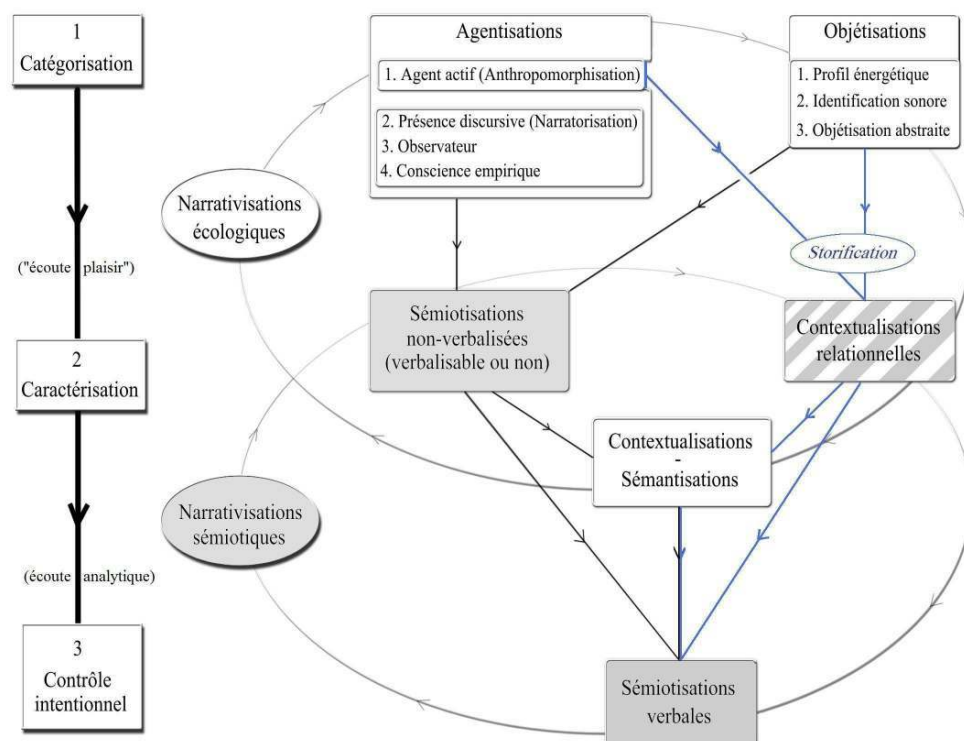 1
Catégorisation
("écoute plaisir")
2
Caractérisation
(écoute analytique)
3
Contrôle
intentionnel
Agentisations
1. Agent actif (Anthropomorphisation)
2. Présence discursive (Narratorisation)
3. Observateur
4. Conscience empirique
Objétisations
1. Profil énergétique
2. Identification sonore
3. Objétisation abstraite
Narrativisations
écologiques
Storification
Sémiotisations
non-verbalisées
(verbalisable ou non)
Contextualisations
relationnelles
Contextualisations
-
Sémantisations
Narrativisations
sémiotiques
Sémiotisations
verbales